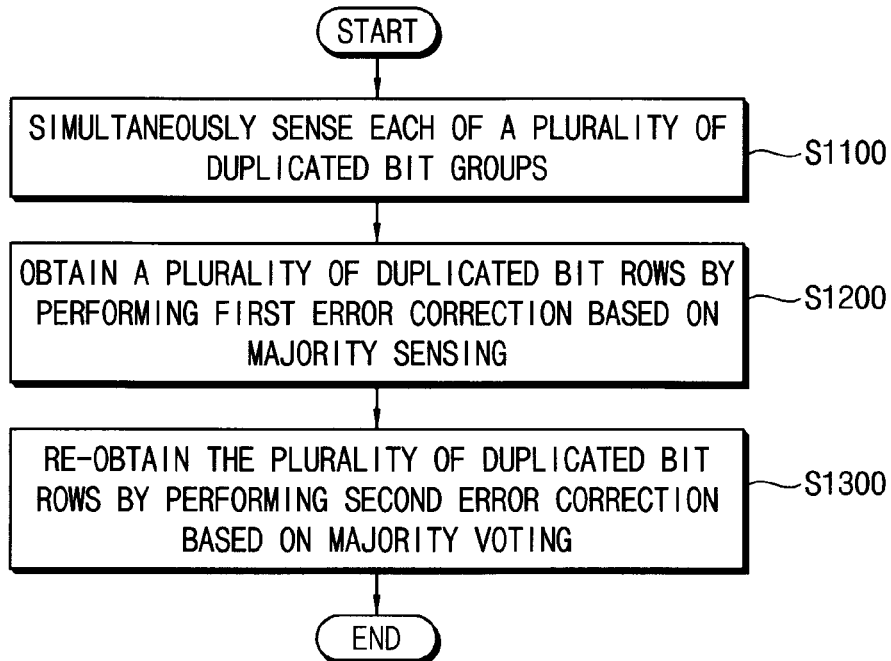 START
SIMULTANEOUSLY SENSE EACH OF A PLURALITY OF
DUPLICATED BIT GROUPS
S1100
OBTAIN A PLURALITY OF DUPLICATED BIT ROWS BY
PERFORMING FIRST ERROR CORRECTION BASED ON
MAJORITY SENSING
S1200
RE-OBTAIN THE PLURALITY OF DUPLICATED BIT
ROWS BY PERFORMING SECOND ERROR CORRECTION
BASED ON MAJORITY VOTING
S1300
END